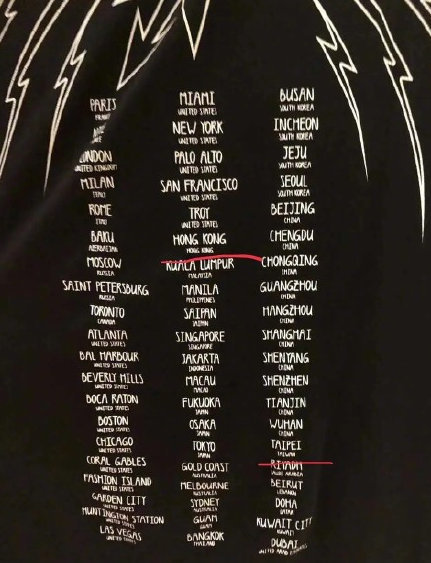 PARIS
FRANCE
LONDON
UNITED KINGDOM
MILAN
ITALY
ROME
ITALY
BAKU
AZERBAIJAN
MOSCOW
RUSSIA
SAINT PETERSBURG
RUSSIA
TORONTO
CANADA
ATLANTA
UNITED STATES
BAL HARBOUR
UNITED STATES
BEVERLY HILLS
UNITED STATES
BOCA RATON
UNITED STATES
BOSTON
UNITED STATES
CHICAGO
UNITED STATES
CORAL GABLES
UNITED STATES
FASHION ISLAND
UNITED STATES
GARDEN CITY
UNITED STATES
HUNTINGTON STATION
UNITED STATES
LAS VEGAS
UNITED STATES
MIAMI
UNITED STATES
NEW YORK
UNITED STATES
PALO ALTO
UNITED STATES
SAN FRANCISCO
UNITED STATES
TROY
UNITED STATES
HONG KONG
HONG KONG
KUALA LUMPUR
MALAYSIA
MANILA
PHILIPPINES
SAIPAN
SAIPAN
SINGAPORE
SINGAPORE
JAKARTA
INDONESIA
MACAU
MACAO
FUKUOKA
JAPAN
OSAKA
JAPAN
TOKYO
JAPAN
GOLD COAST
AUSTRALIA
MELBOURNE
AUSTRALIA
SYDNEY
AUSTRALIA
GUAM
GUAM
BANGKOK
THAILAND
BUSAN
SOUTH KOREA
INCHEON
SOUTH KOREA
JEJU
SOUTH KOREA
SEOUL
SOUTH KOREA
BEIJING
CHINA
CHENGDU
CHINA
CHONGQING
CHINA
GUANGZHOU
CHINA
HANGZHOU
CHINA
SHANGHAI
CHINA
SHENYANG
CHINA
SHENZHEN
CHINA
TIANJIN
CHINA
WUHAN
CHINA
TAIPEI
TAIWAN
RIYADH
SAUDI ARABIA
BEIRUT
LEBANON
DOHA
QATAR
KUWAIT CITY
KUWAIT
DUBAI
UNITED ARAB EMIRATES